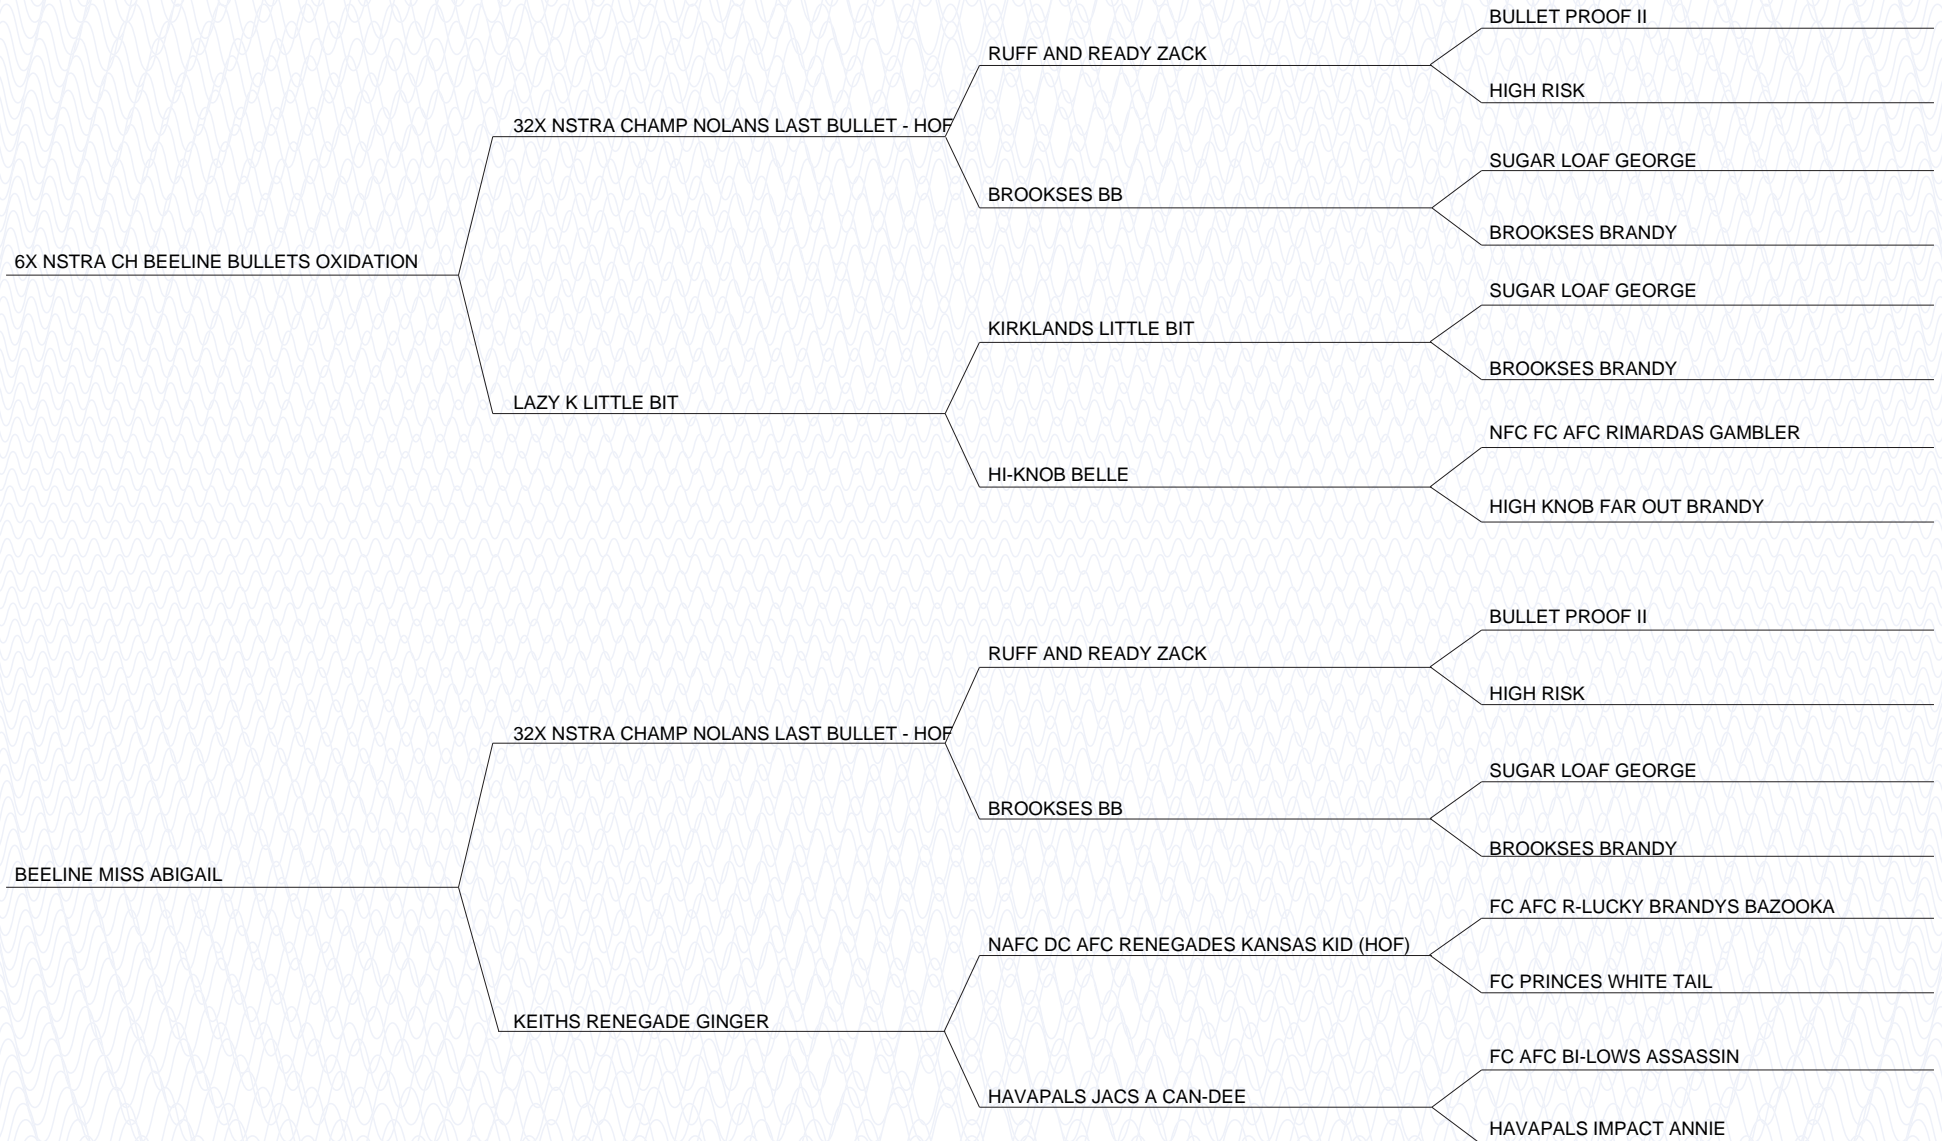 BULLET PROOF II
RUFF AND READY ZACK
HIGH RISK
32X NSTRA CHAMP NOLANS LAST BULLET - HOF
SUGAR LOAF GEORGE
BROOKSES BB
BROOKSES BRANDY
6X NSTRA CH BEELINE BULLETS OXIDATION
SUGAR LOAF GEORGE
KIRKLANDS LITTLE BIT
BROOKSES BRANDY
LAZY K LITTLE BIT
NFC FC AFC RIMARDAS GAMBLER
HI-KNOB BELLE
HIGH KNOB FAR OUT BRANDY
BULLET PROOF II
RUFF AND READY ZACK
HIGH RISK
32X NSTRA CHAMP NOLANS LAST BULLET - HOF
SUGAR LOAF GEORGE
BROOKSES BB
BROOKSES BRANDY
BEELINE MISS ABIGAIL
FC AFC R-LUCKY BRANDYS BAZOOKA
NAFC DC AFC RENEGADES KANSAS KID (HOF)
FC PRINCES WHITE TAIL
KEITHS RENEGADE GINGER
FC AFC BI-LOWS ASSASSIN
HAVAPALS JACS A CAN-DEE
HAVAPALS IMPACT ANNIE